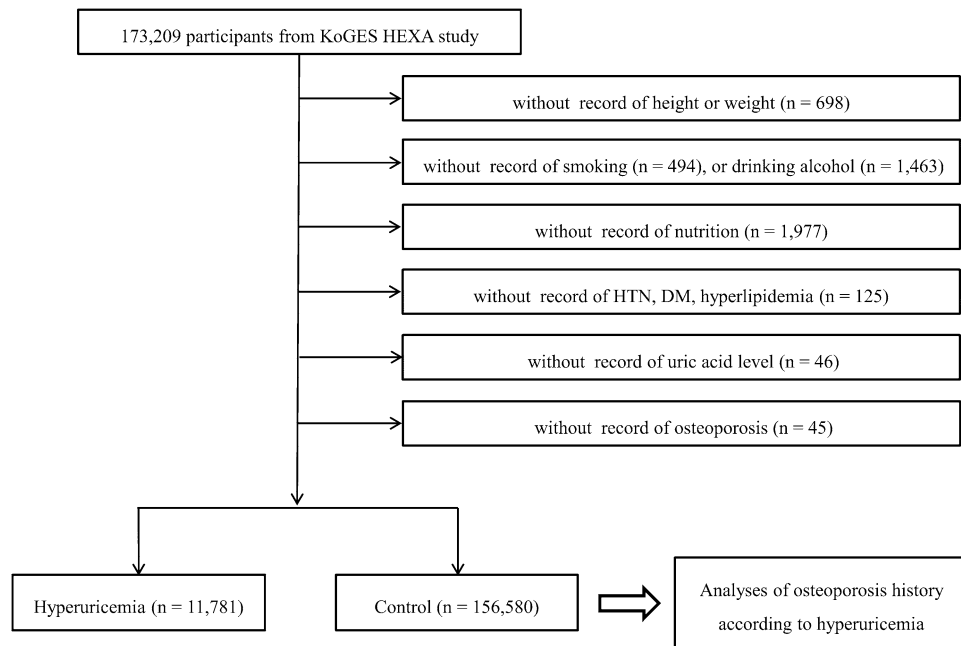 173,209 participants from KoGES HEXA study
without record of height or weight (n = 698)
without record of smoking (n = 494), or drinking alcohol (n = 1,463)
without record of nutrition (n = 1,977)
without record of HTN, DM, hyperlipidemia (n = 125)
without record of uric acid level (n = 46)
without record of osteoporosis (n = 45)
Hyperuricemia (n = 11,781)
Control (n = 156,580)
Analyses of osteoporosis history
according to hyperuricemia